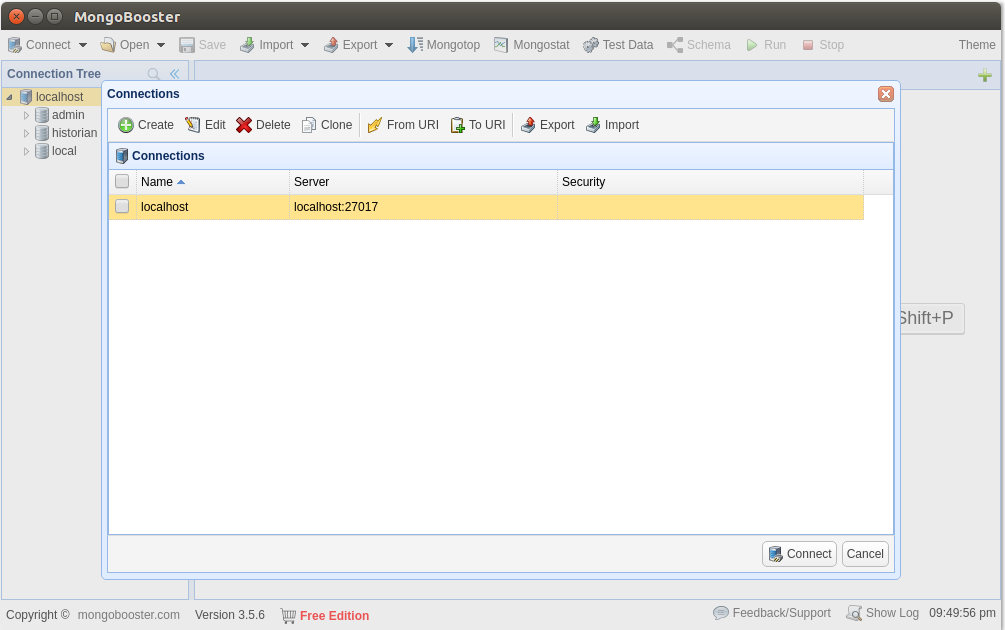 MongoBooster
Connect Open Save Import Export Mongotop Mongostat Test Data Schema Run Stop Theme
Connection Tree
localhost
admin
historian
local
Connections
Create Edit Delete Clone From URI To URI Export Import
Connections
Name Server Security
localhost localhost:27017
Shift+P
Connect Cancel
Copyright © mongobooster.com Version 3.5.6 Free Edition Feedback/Support Show Log 09:49:56 pm